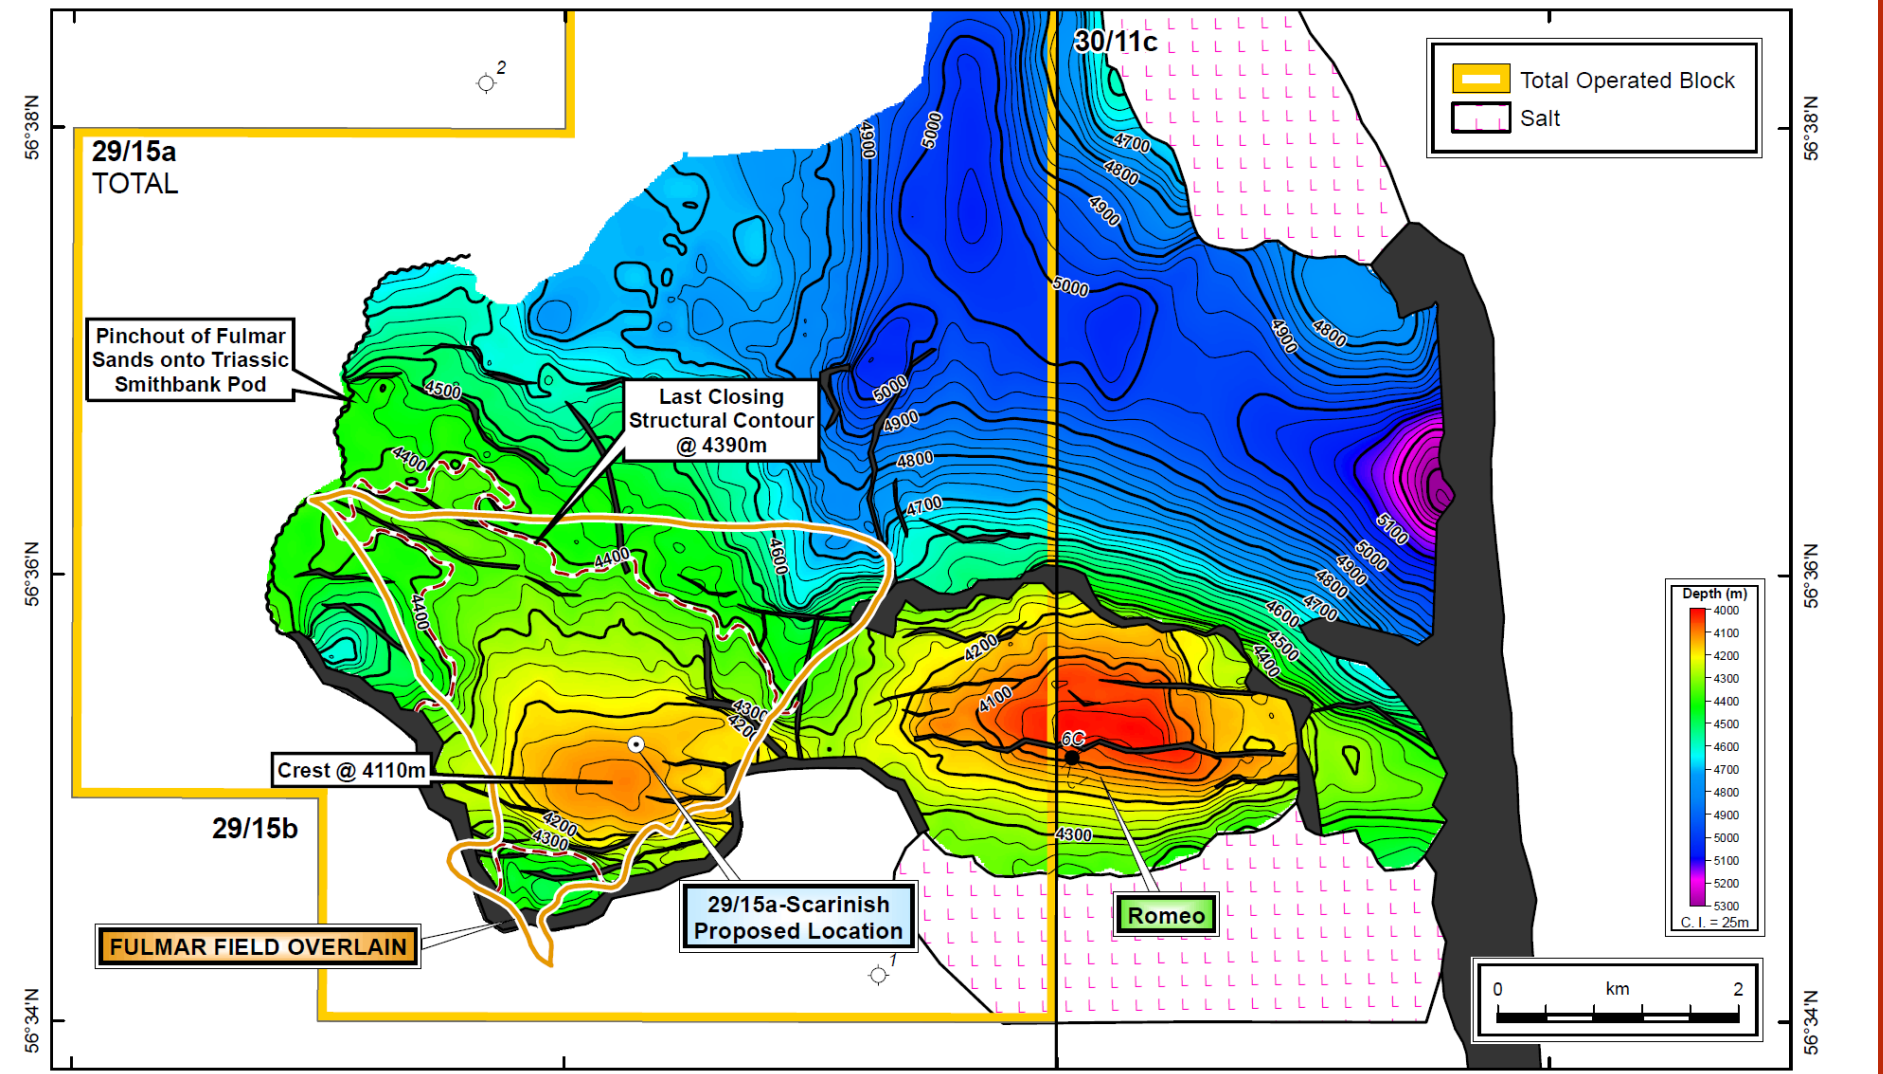 30/11c
2
Total Operated Block
Salt
56°38'N
56°38'N
29/15a
TOTAL
4900
5000
4700
4800
4900
5000
4900
4800
Pinchout of Fulmar
Sands onto Triassic
Smithbank Pod
4500
Last Closing
Structural Contour
@ 4390m
5000
4900
4800
4700
4400
5100
5000
4900
4800
4700
4600
4500
4400
56°36'N
56°36'N
4400
4600
4400
4200
4100
4300
4200
6C
Crest @ 4110m
4200
4300
4300
29/15b
Depth (m)
4000
4100
4200
4300
4400
4500
4600
4700
4800
4900
5000
5100
5200
5300
C. I. = 25m
29/15a-Scarinish
Proposed Location
Romeo
FULMAR FIELD OVERLAIN
1
0 km 2
56°34'N
56°34'N